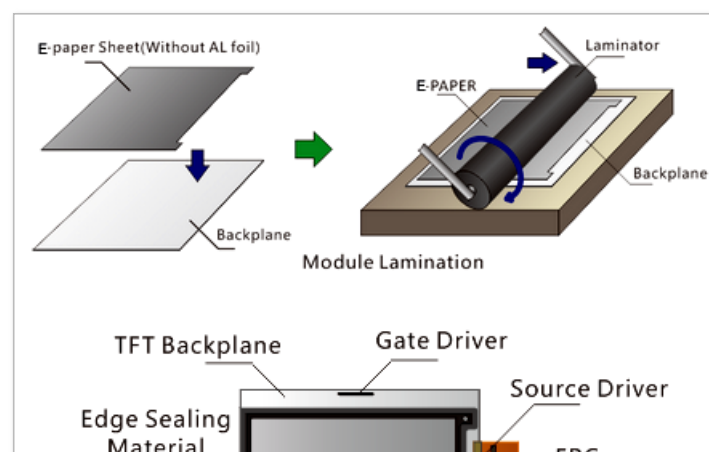 E-paper Sheet(Without AL foil)
Laminator
E-PAPER
Backplane
Backplane
Module Lamination
TFT Backplane
Gate Driver
Source Driver
Edge Sealing
Material